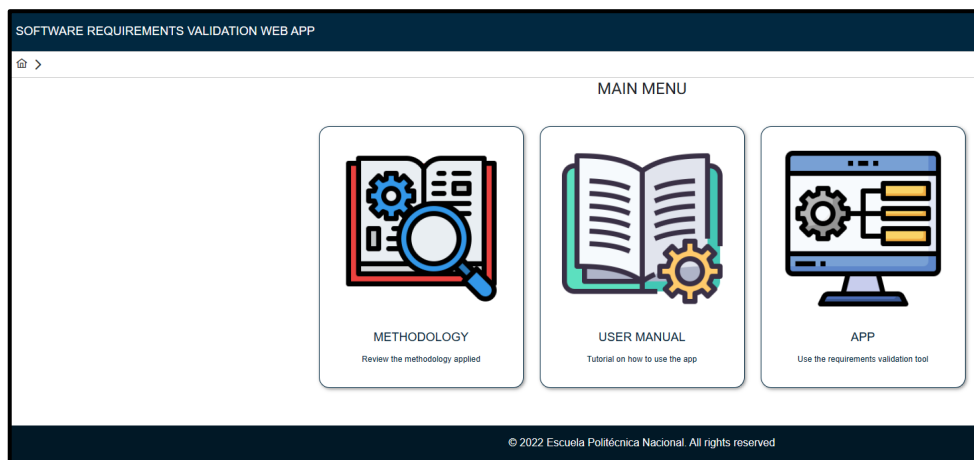 SOFTWARE REQUIREMENTS VALIDATION WEB APP
MAIN MENU
METHODOLOGY
Review the methodology applied
USER MANUAL
Tutorial on how to use the app
APP
Use the requirements validation tool
© 2022 Escuela Politécnica Nacional. All rights reserved